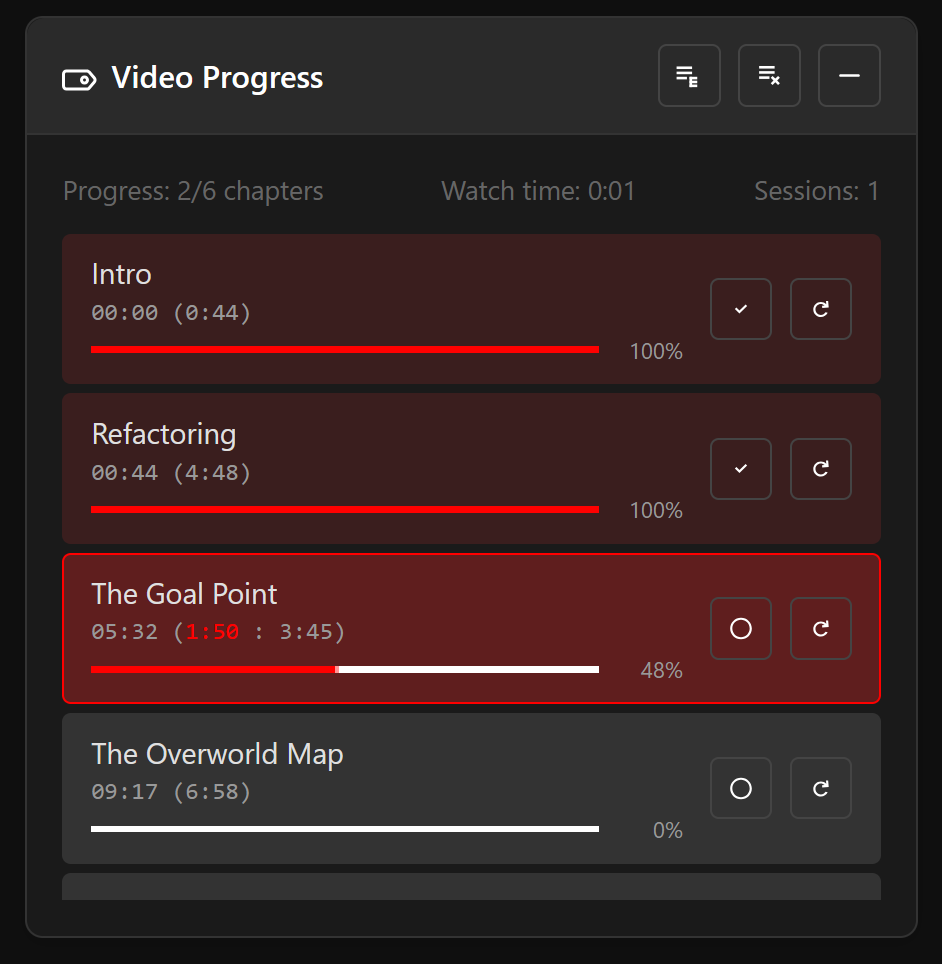 Video Progress
Progress: 2/6 chapters Watch time: 0:01 Sessions: 1
Intro
00:00 (0:44)
100%
Refactoring
00:44 (4:48)
100%
The Goal Point
05:32 (1:50 : 3:45)
48%
The Overworld Map
09:17 (6:58)
0%